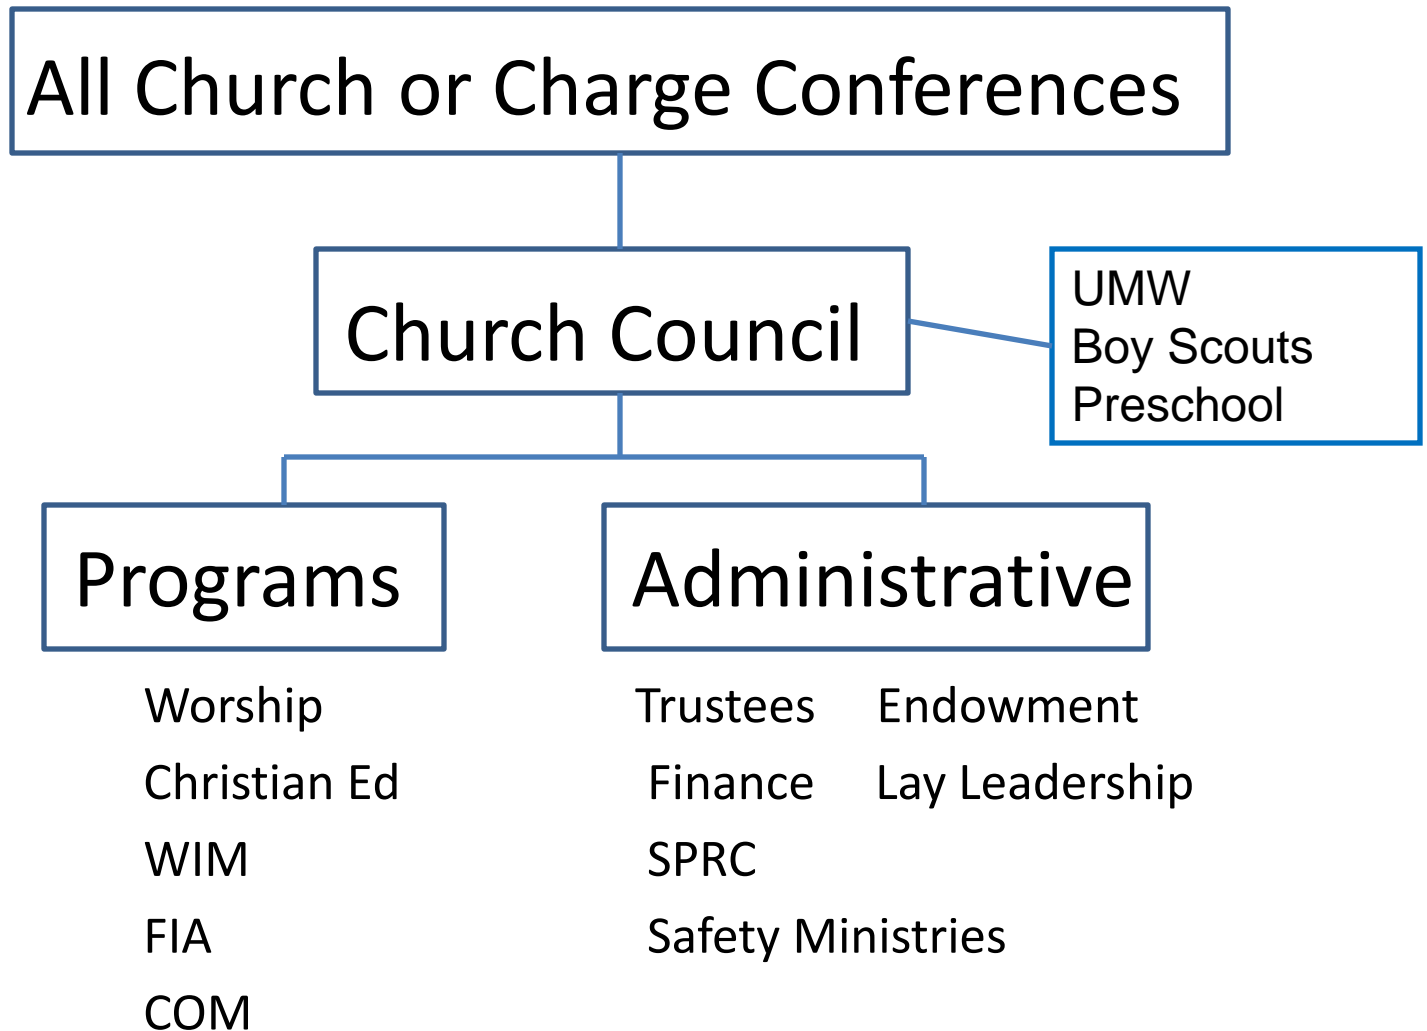 All Church or Charge Conferences
Church Council
UMW
Boy Scouts
Preschool
Programs
Administrative
Worship
Christian Ed
WIM
FIA
COM
Trustees Endowment
Finance Lay Leadership
SPRC
Safety Ministries